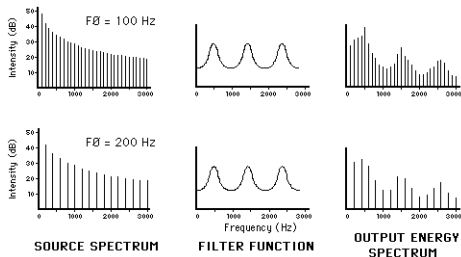 50
40
30
20
10
Intensity (dB)
FØ = 100 Hz
0 1000 2000 3000
0 1000 2000 3000
0 1000 2000 3000
50
40
30
20
10
Intensity (dB)
FØ = 200 Hz
0 1000 2000 3000
0 1000 2000 3000
0 1000 2000 3000
Frequency (Hz)
SOURCE SPECTRUM
FILTER FUNCTION
OUTPUT ENERGY
SPECTRUM